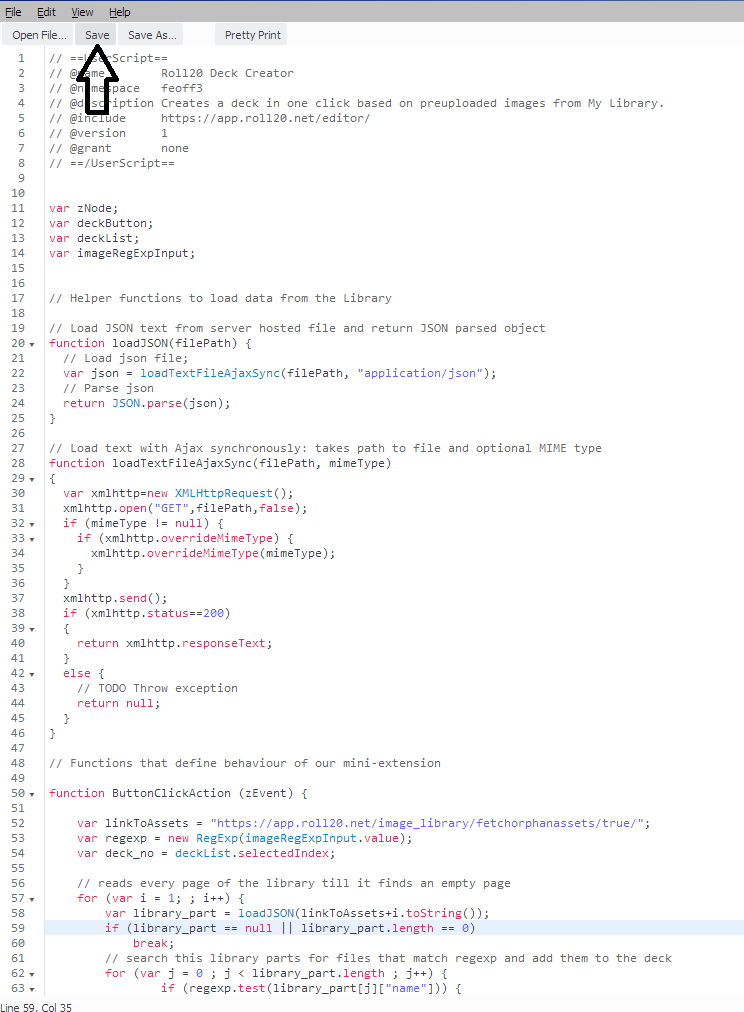 File Edit View Help
Open File... Save Save As... Pretty Print
1 // ==UserScript==
2 // @name Roll20 Deck Creator
3 // @namespace feoff3
4 // @description Creates a deck in one click based on preuploaded images from My Library.
5 // @include https://app.roll20.net/editor/
6 // @version 1
7 // @grant none
8 // ==/UserScript==
9
10
11 var zNode;
12 var deckButton;
13 var deckList;
14 var imageRegExpInput;
15
16
17 // Helper functions to load data from the Library
18
19 // Load JSON text from server hosted file and return JSON parsed object
20 function loadJSON(filePath) {
21 // Load json file;
22 var json = loadTextFileAjaxSync(filePath, "application/json");
23 // Parse json
24 return JSON.parse(json);
25 }
26
27 // Load text with Ajax synchronously: takes path to file and optional MIME type
28 function loadTextFileAjaxSync(filePath, mimeType)
29 {
30 var xmlhttp=new XMLHttpRequest();
31 xmlhttp.open("GET",filePath,false);
32 if (mimeType != null) {
33 if (xmlhttp.overrideMimeType) {
34 xmlhttp.overrideMimeType(mimeType);
35 }
36 }
37 xmlhttp.send();
38 if (xmlhttp.status==200)
39 {
40 return xmlhttp.responseText;
41 }
42 else {
43 // TODO Throw exception
44 return null;
45 }
46 }
47
48 // Functions that define behaviour of our mini-extension
49
50 function ButtonClickAction (zEvent) {
51
52 var linkToAssets = "https://app.roll20.net/image_library/fetchorphanassets/true/";
53 var regexp = new RegExp(imageRegExpInput.value);
54 var deck_no = deckList.selectedIndex;
55
56 // reads every page of the library till it finds an empty page
57 for (var i = 1; ; i++) {
58 var library_part = loadJSON(linkToAssets+i.toString());
59 if (library_part == null || library_part.length == 0)
60 break;
61 // search this library parts for files that match regexp and add them to the deck
62 for (var j = 0 ; j < library_part.length ; j++) {
63 if (regexp.test(library_part[j]["name"])) {
Line 59, Col 35